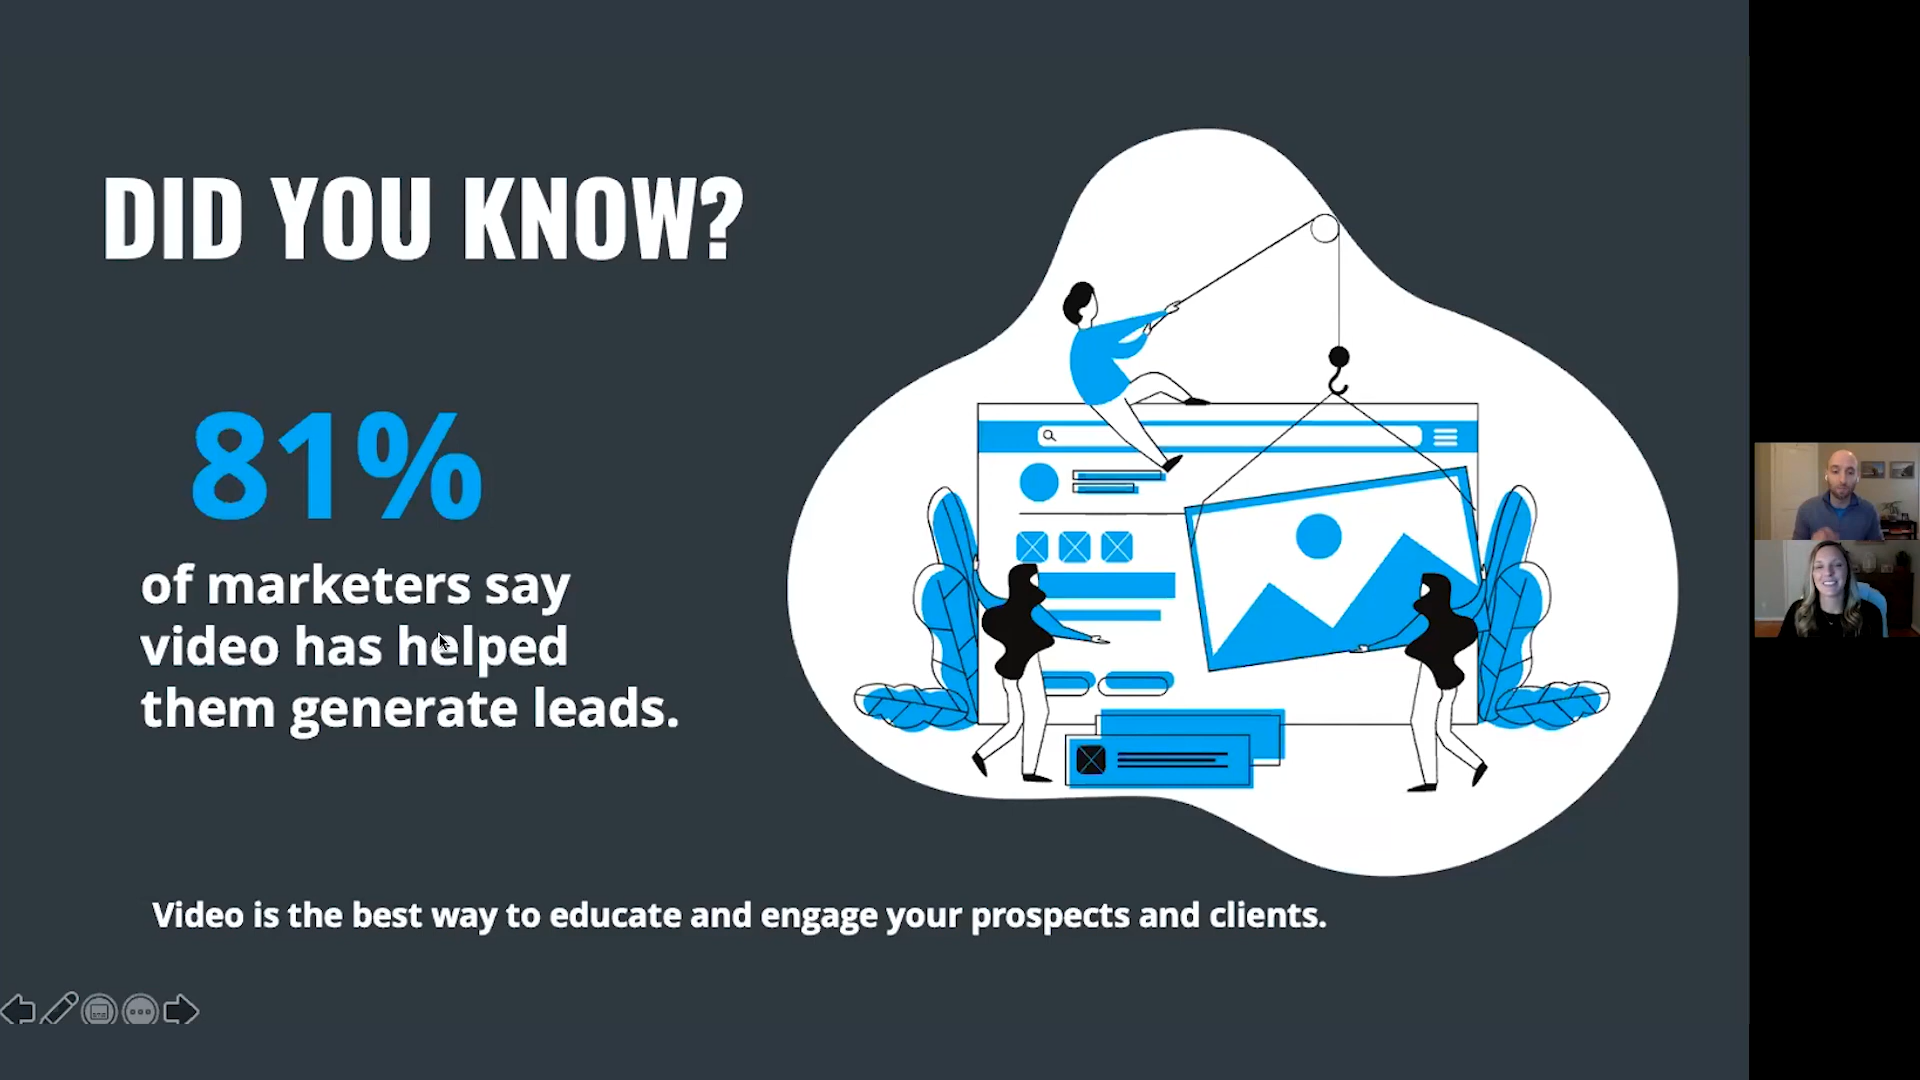 DID YOU KNOW?
81%
of marketers say
video has helped
them generate leads.
Video is the best way to educate and engage your prospects and clients.